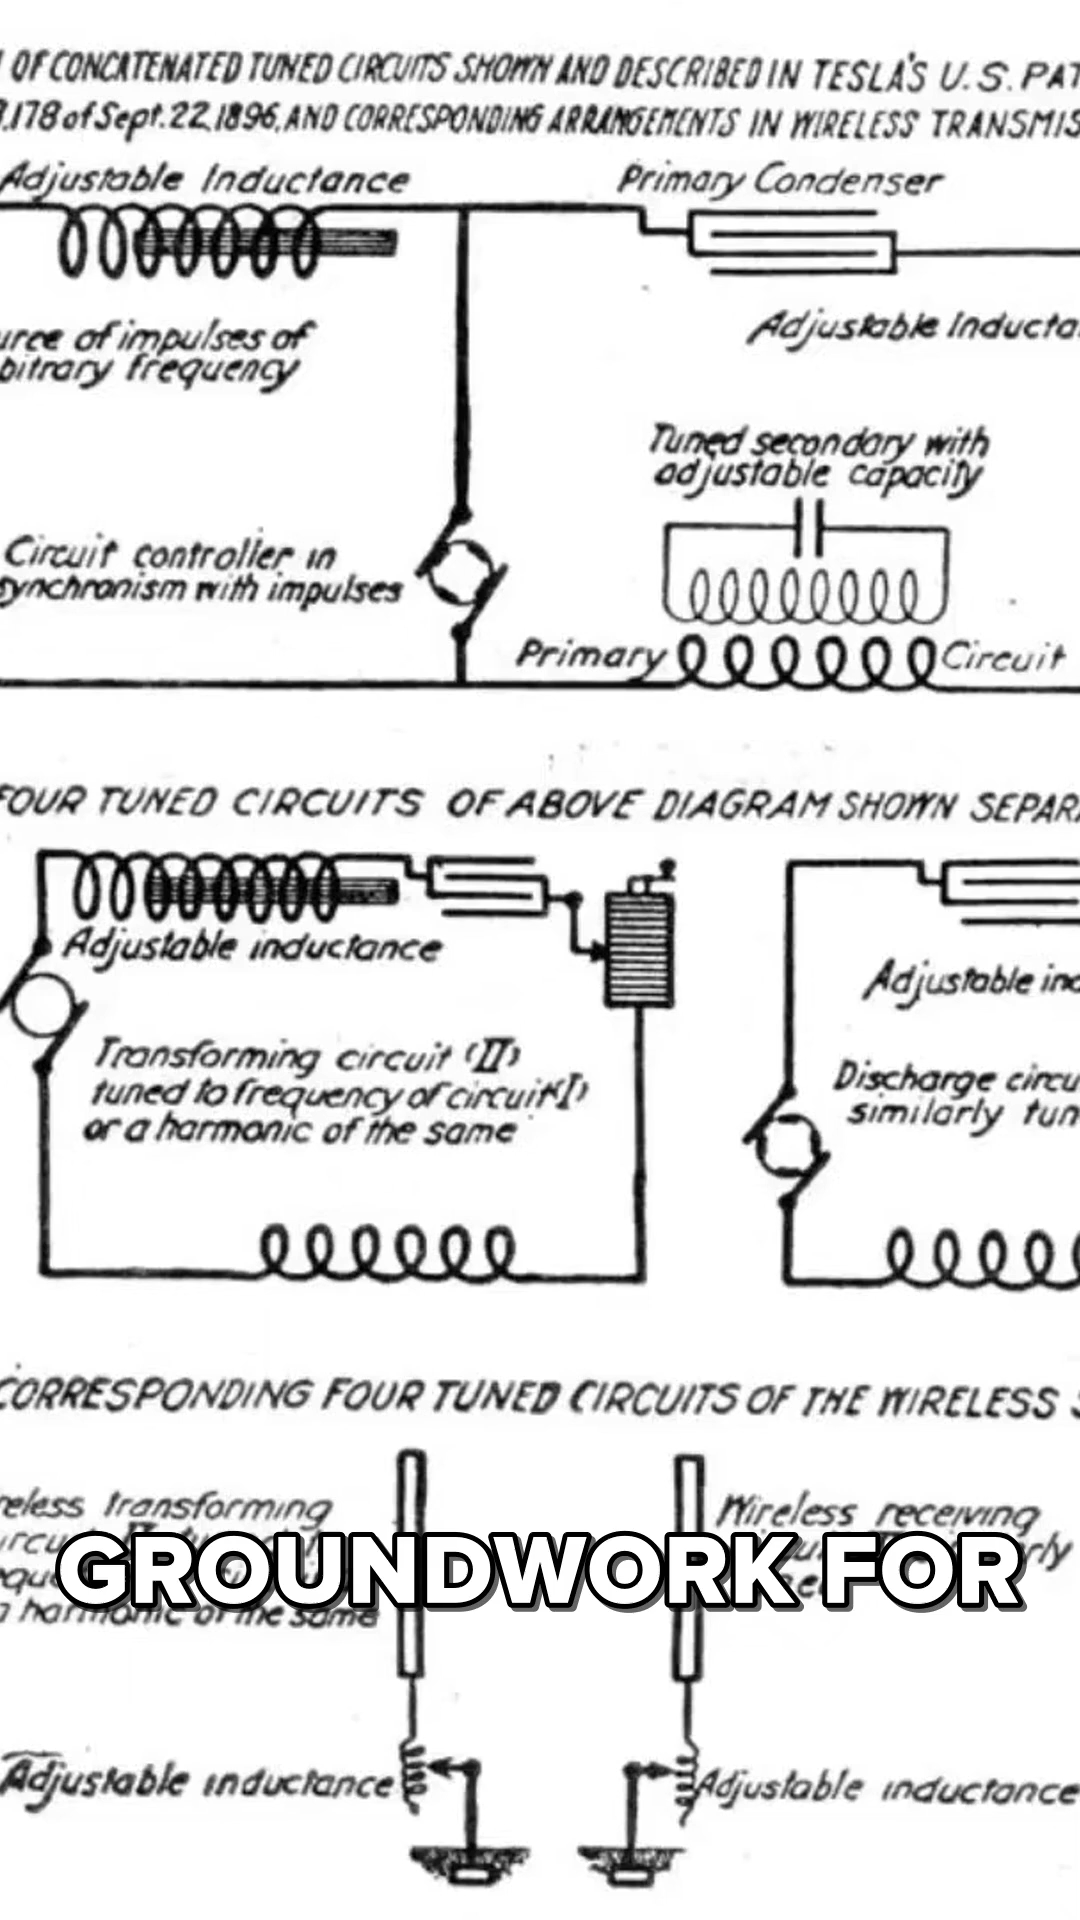 OF CONCATENATED TUNED CIRCUITS SHOWN AND DESCRIBED IN TESLA'S U.S. PAT
178 of Sept. 22, 1896, AND CORRESPONDING ARRANGEMENTS IN WIRELESS TRANSMIS
Adjustable Inductance
Primary Condenser
Adjustable Inducta
urce of impulses of
bitrary frequency
Tuned secondary with
adjustable capacity
Circuit controller in
synchronism with impulses
Primary
Circuit
FOUR TUNED CIRCUITS OF ABOVE DIAGRAM SHOWN SEPAR
Adjustable inductance
Adjustable ind
Transforming circuit (II)
tuned to frequency of circuit (I)
or a harmonic of the same
Discharge circu
similarly tun
CORRESPONDING FOUR TUNED CIRCUITS OF THE WIRELESS S
reless transforming
Wireless receiving
GROUNDWORK FOR
a harmonic of the same
Adjustable inductance
Adjustable inductance